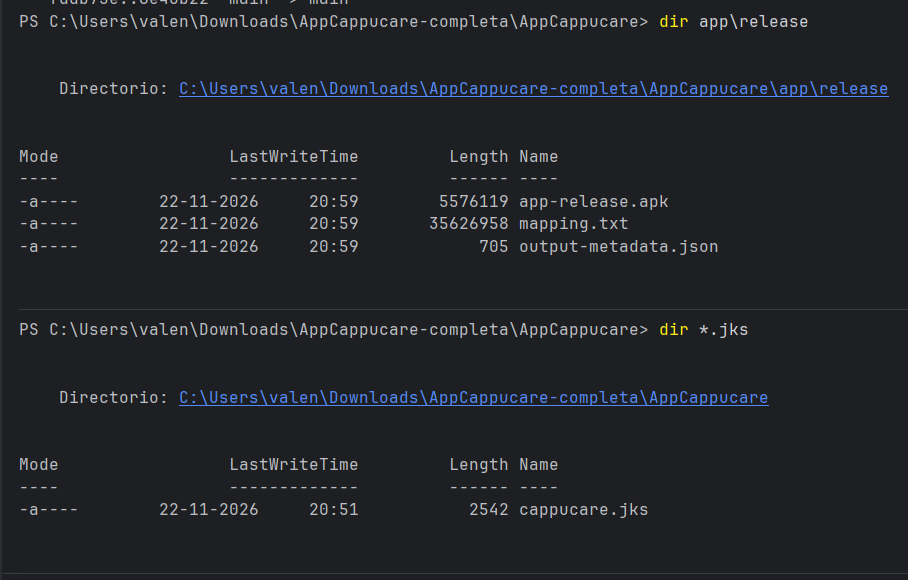 PS C:\Users\valen\Downloads\AppCappucare-completa\AppCappucare> dir app\release
Directorio: C:\Users\valen\Downloads\AppCappucare-completa\AppCappucare\app\release
Mode LastWriteTime Length Name
---- ------------- ------ ----
-a---- 22-11-2026 20:59 5576119 app-release.apk
-a---- 22-11-2026 20:59 35626958 mapping.txt
-a---- 22-11-2026 20:59 705 output-metadata.json
PS C:\Users\valen\Downloads\AppCappucare-completa\AppCappucare> dir *.jks
Directorio: C:\Users\valen\Downloads\AppCappucare-completa\AppCappucare
Mode LastWriteTime Length Name
---- ------------- ------ ----
-a---- 22-11-2026 20:51 2542 cappucare.jks